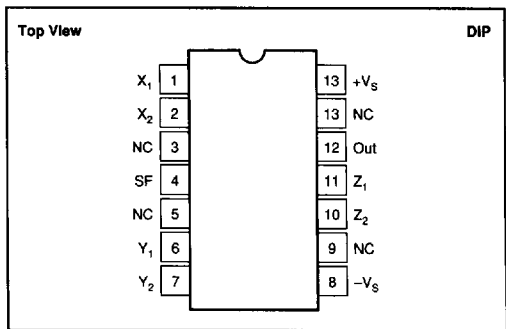 Top View DIP
X₁ 1 13 +Vₛ
X₂ 2 13 NC
NC 3 12 Out
SF 4 11 Z₁
NC 5 10 Z₂
Y₁ 6 9 NC
Y₂ 7 8 −Vₛ